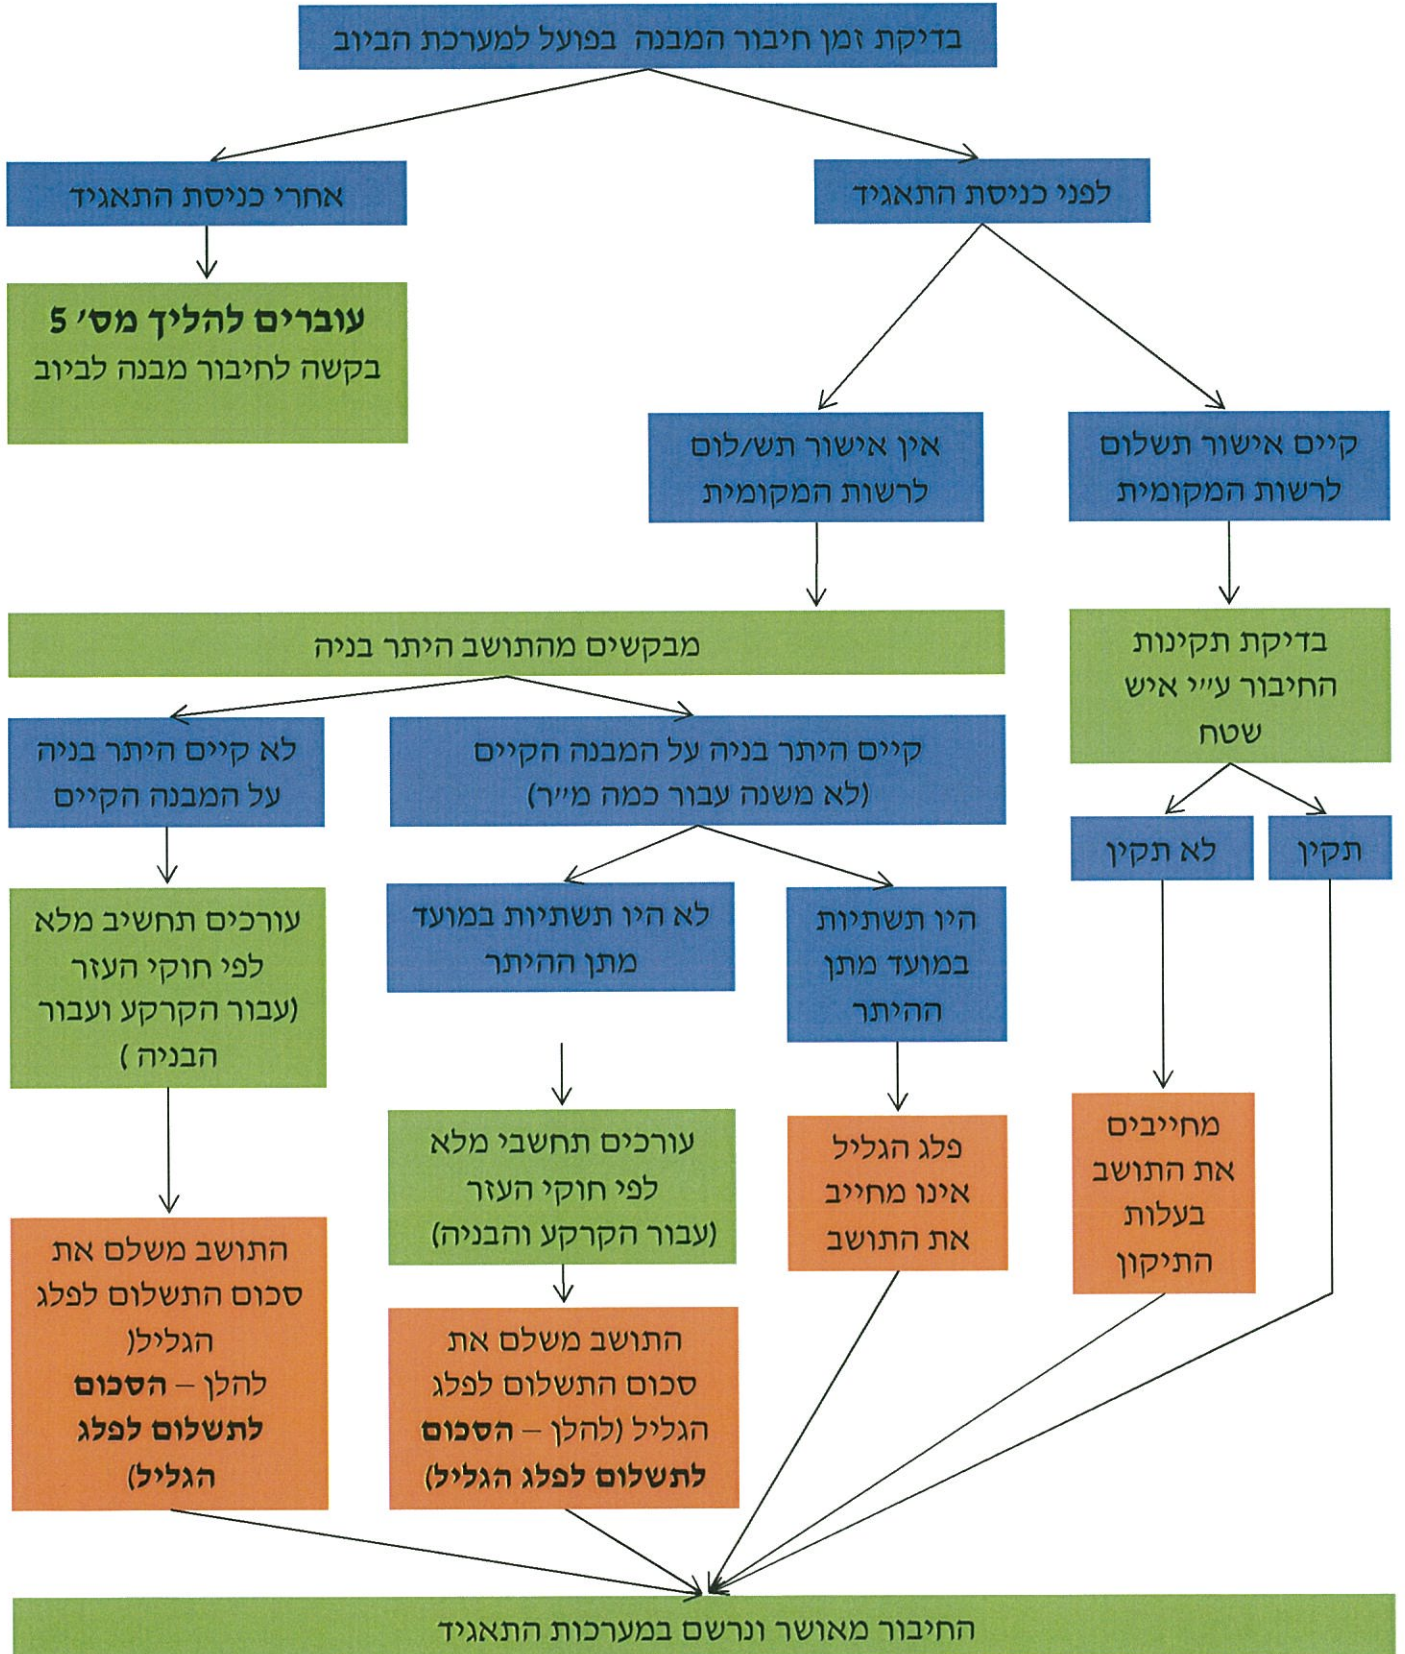 בדיקת זמן חיבור המבנה בפועל למערכת הביוב
לפני כניסת התאגיד
אחרי כניסת התאגיד
עוברים להליך מס׳ 5
בקשה לחיבור מבנה לביוב
קיים אישור תשלום
לרשות המקומית
אין אישור תש/לום
לרשות המקומית
בדיקת תקינות
החיבור ע״י איש
שטח
מבקשים מהתושב היתר בניה
קיים היתר בניה על המבנה הקיים
(לא משנה עבור כמה מ״ר)
לא קיים היתר בניה
על המבנה הקיים
תקין
לא תקין
היו תשתיות
במועד מתן
ההיתר
לא היו תשתיות במועד
מתן ההיתר
עורכים תחשיב מלא
לפי חוקי העזר
(עבור הקרקע ועבור
הבניה )
מחייבים
את התושב
בעלות
התיקון
פלג הגליל
אינו מחייב
את התושב
עורכים תחשבי מלא
לפי חוקי העזר
(עבור הקרקע והבניה)
התושב משלם את
סכום התשלום לפלג
הגליל (להלן – הסכום
לתשלום לפלג הגליל)
התושב משלם את
סכום התשלום לפלג
הגליל(
להלן – הסכום
לתשלום לפלג
הגליל)
החיבור מאושר ונרשם במערכות התאגיד